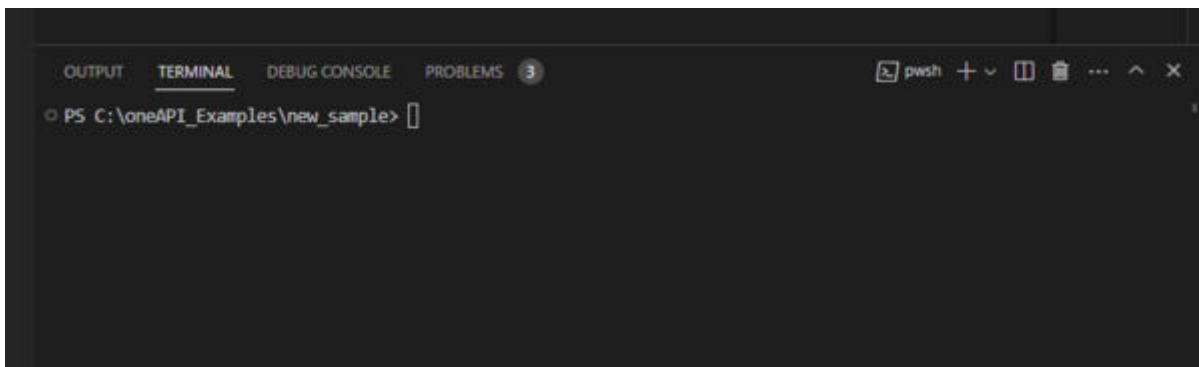 OUTPUT TERMINAL DEBUG CONSOLE PROBLEMS 3 pwsh
PS C:\oneAPI_Examples\new_sample>